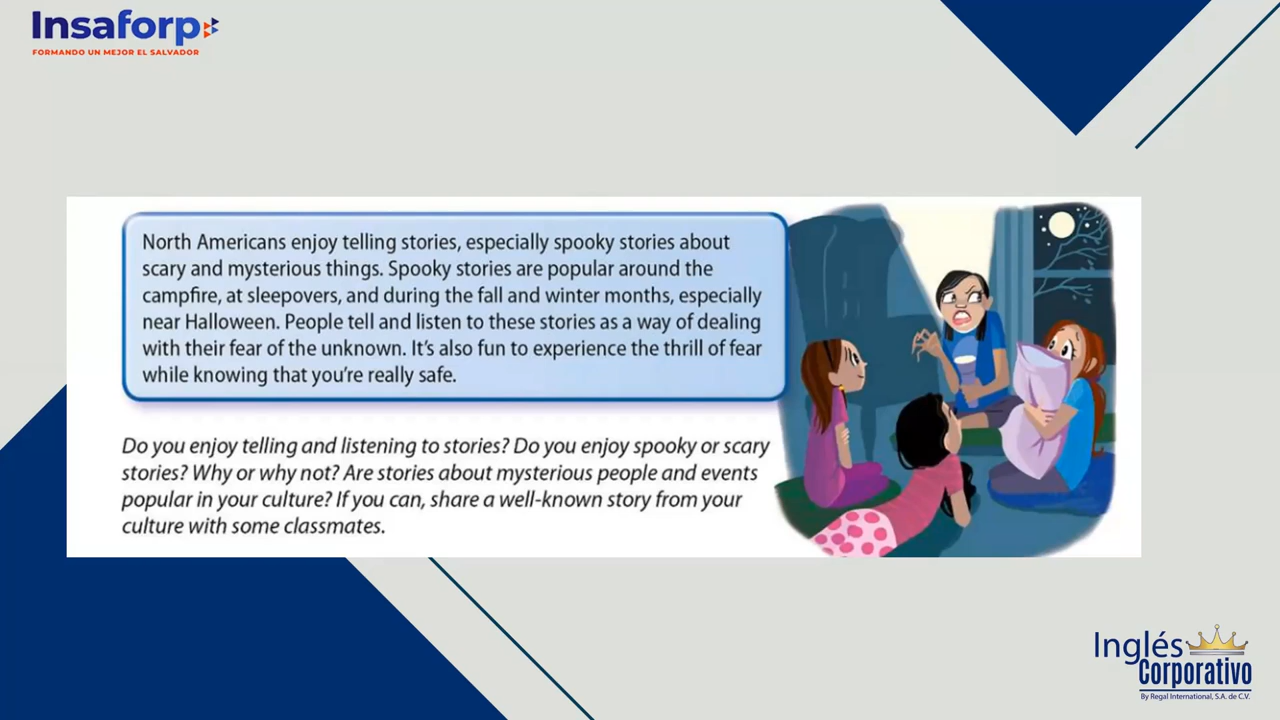 Insaforp
FORMANDO UN MEJOR EL SALVADOR
North Americans enjoy telling stories, especially spooky stories about
scary and mysterious things. Spooky stories are popular around the
campfire, at sleepovers, and during the fall and winter months, especially
near Halloween. People tell and listen to these stories as a way of dealing
with their fear of the unknown. It’s also fun to experience the thrill of fear
while knowing that you’re really safe.
Do you enjoy telling and listening to stories? Do you enjoy spooky or scary
stories? Why or why not? Are stories about mysterious people and events
popular in your culture? If you can, share a well-known story from your
culture with some classmates.
Inglés
Corporativo
By Regal International, S.A. de C.V.